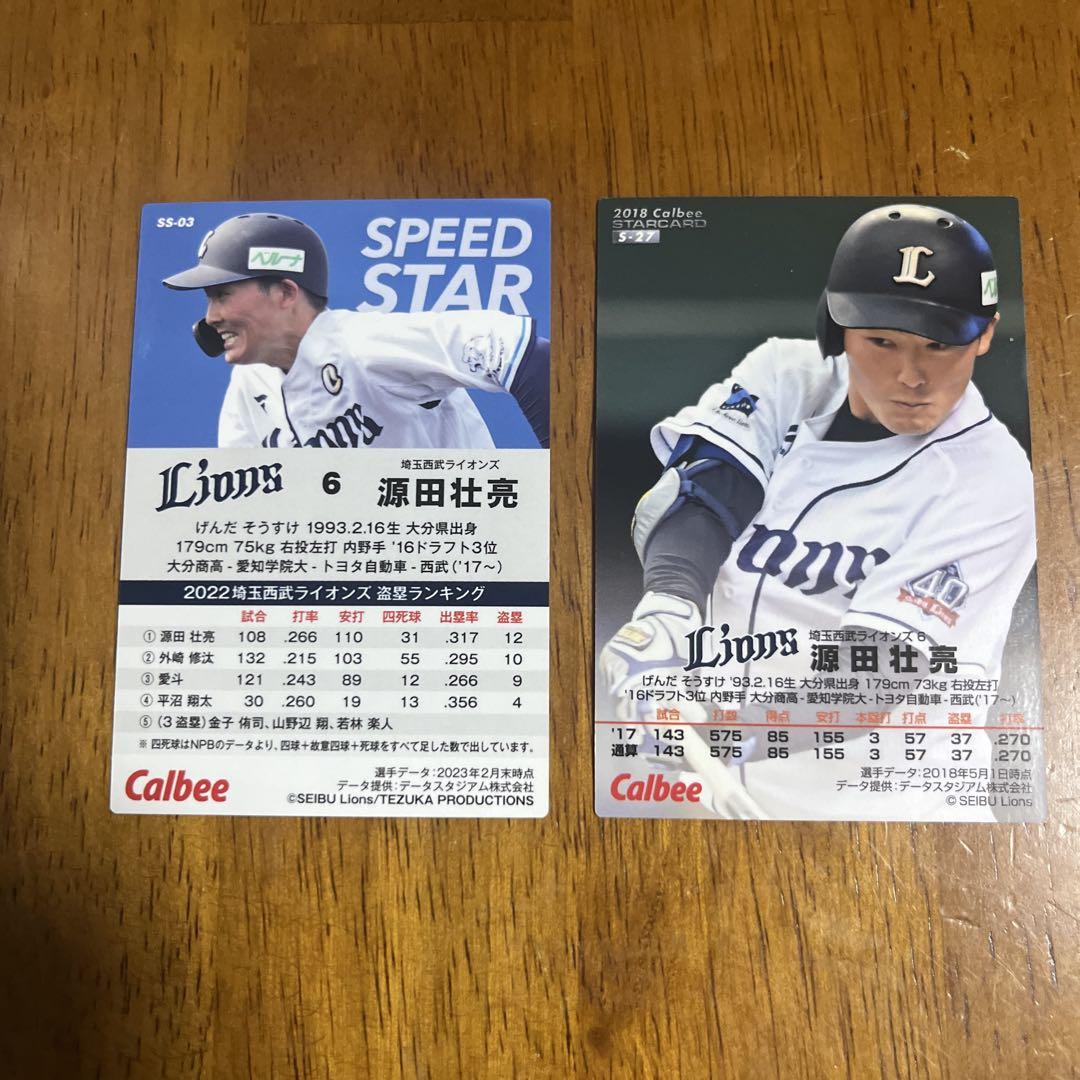 SS-03
SPEED
STAR
ベルーナ
Lions
Lions
6
埼玉西武ライオンズ
源田壮亮
げんだ そうすけ 1993.2.16生 大分県出身
179cm 75kg 右投左打 内野手 '16ドラフト3位
大分商高 - 愛知学院大 - トヨタ自動車 - 西武 ('17〜)
2022埼玉西武ライオンズ 盗塁ランキング
試合 打率 安打 四死球 出塁率 盗塁
① 源田 壮亮 108 .266 110 31 .317 12
② 外崎 修汰 132 .215 103 55 .295 10
③ 愛斗 121 .243 89 12 .266 9
④ 平沼 翔太 30 .260 19 13 .356 4
⑤ (3 盗塁) 金子 侑司、山野辺 翔、若林 楽人
※ 四死球はNPBのデータより、四球+故意四球+死球をすべて足した数で出しています。
Calbee
選手データ：2023年2月末時点
データ提供：データスタジアム株式会社
©SEIBU Lions/TEZUKA PRODUCTIONS
2018 Calbee
STARCARD
S-27
L
40
Lions
埼玉西武ライオンズ 6
源田壮亮
げんだ そうすけ '93.2.16生 大分県出身 179cm 73kg 右投左打
'16ドラフト3位 内野手 大分商高 - 愛知学院大 - トヨタ自動車 - 西武 ('17〜)
試合 打数 得点 安打 本塁打 打点 盗塁 打率
'17 143 575 85 155 3 57 37 .270
通算 143 575 85 155 3 57 37 .270
Calbee
選手データ：2018年5月1日時点
データ提供：データスタジアム株式会社
© SEIBU Lions